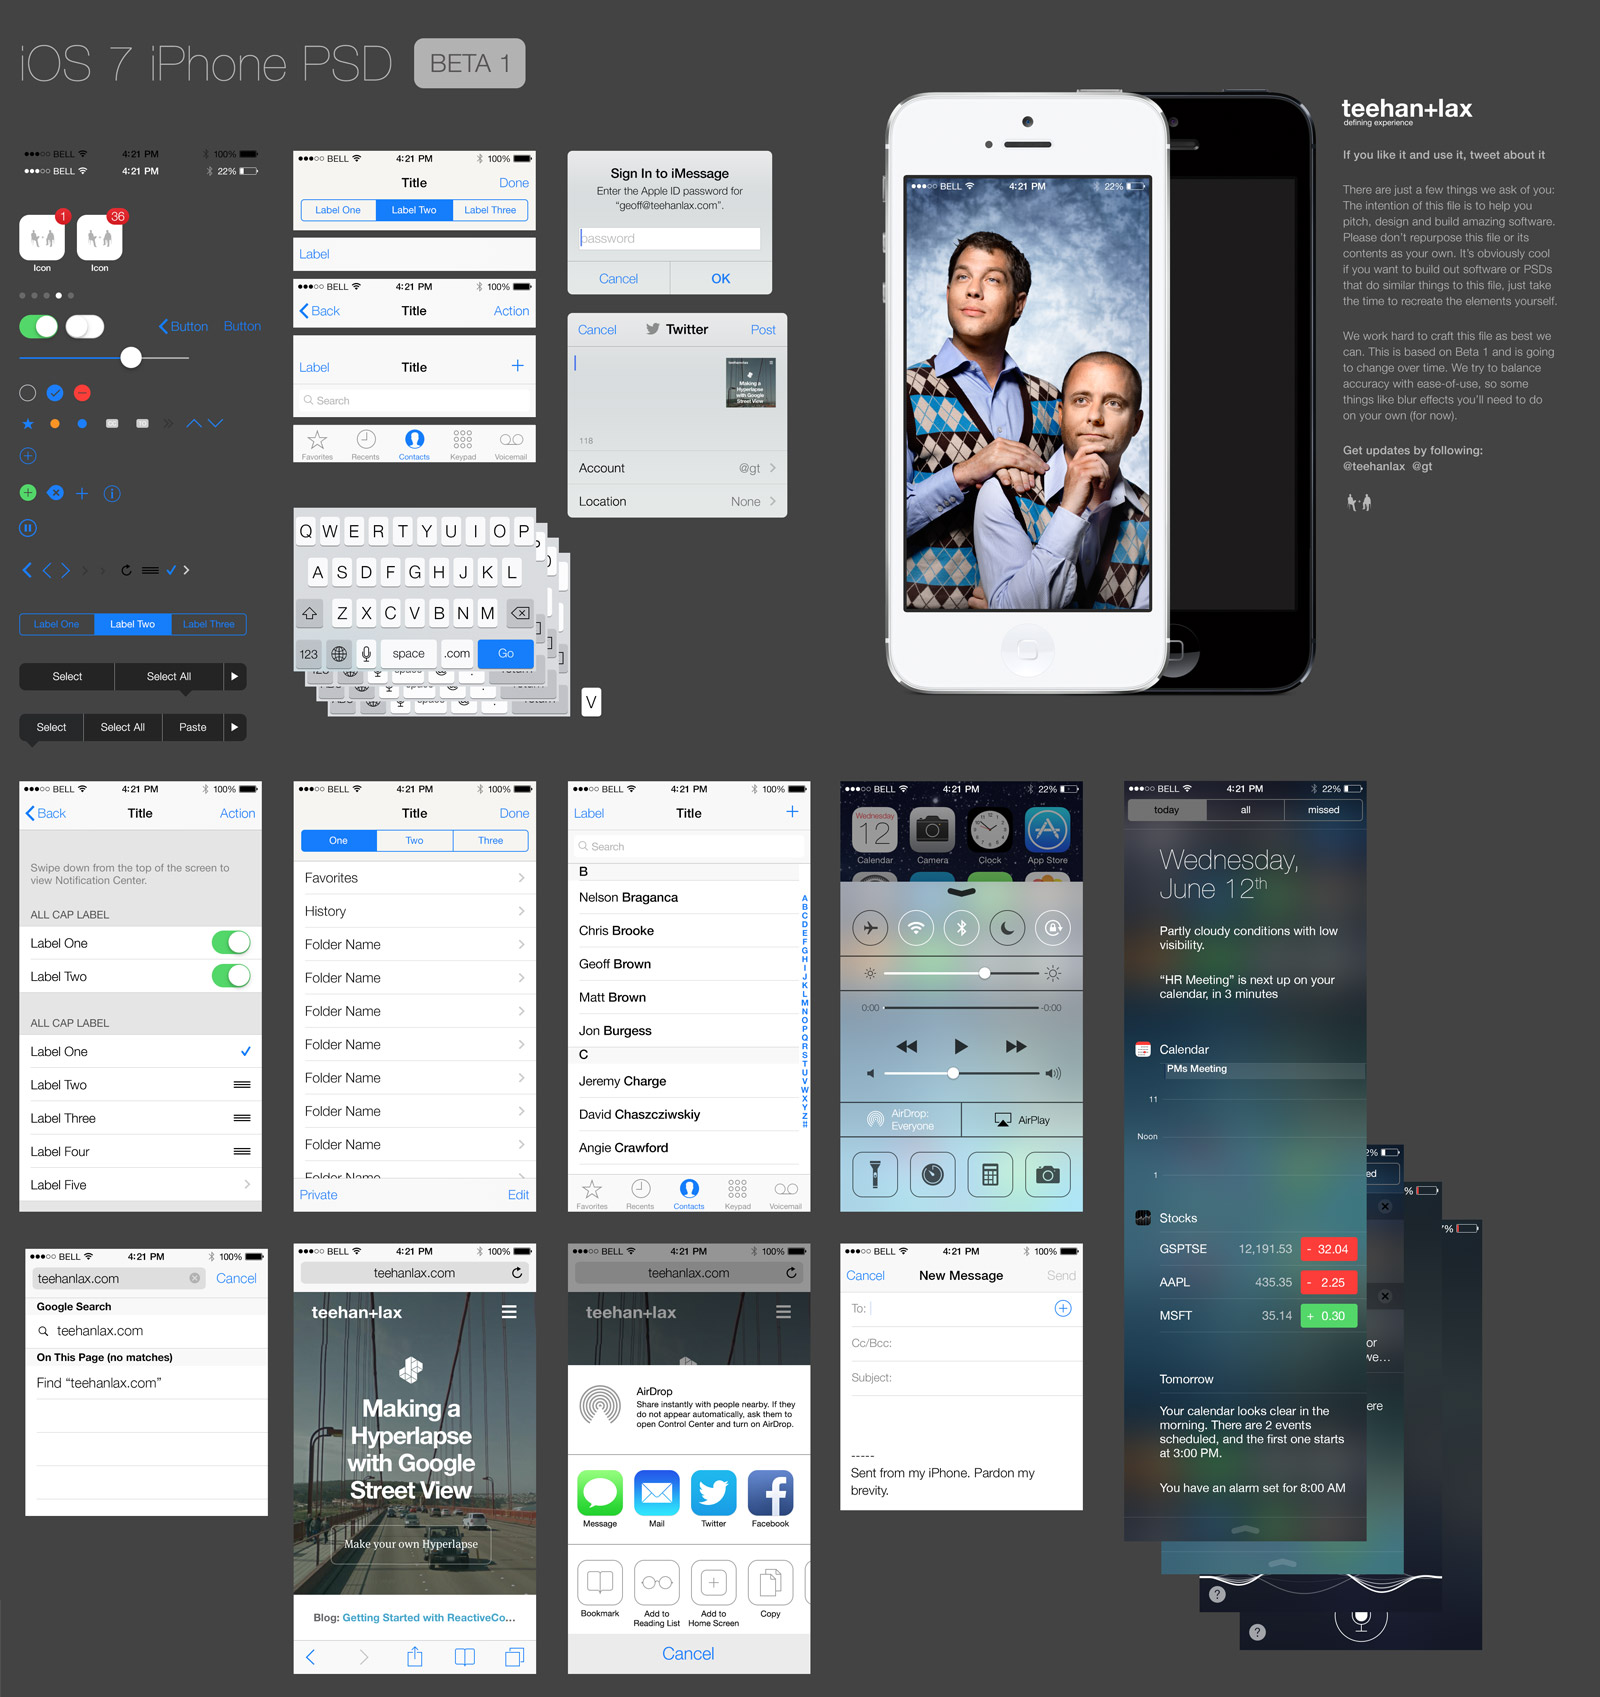 iOS 7 iPhone PSD BETA 1
BELL 4:21 PM 100%
BELL 4:21 PM 22%
1 36
Icon Icon
Button Button
Label One Label Two Label Three
Select Select All
Select Select All Paste
BELL 4:21 PM 100%
Title Done
Label One Label Two Label Three
Label
BELL 4:21 PM 100%
Back Title Action
Label Title +
Search
Favorites Recents Contacts Keypad Voicemail
Q W E R T Y U I O P
A S D F G H J K L
Z X C V B N M
123 space .com Go
V
Sign In to iMessage
Enter the Apple ID password for
“geoff@teehanlax.com”.
password
Cancel OK
Cancel Twitter Post
teehan+lax
Making a
Hyperlapse
with Google
Street View
118
Account @gt
Location None
BELL 4:21 PM 22%
teehan+lax
defining experience
If you like it and use it, tweet about it
There are just a few things we ask of you:
The intention of this file is to help you
pitch, design and build amazing software.
Please don’t repurpose this file or its
contents as your own. It’s obviously cool
if you want to build out software or PSDs
that do similar things to this file, just take
the time to recreate the elements yourself.
We work hard to craft this file as best we
can. This is based on Beta 1 and is going
to change over time. We try to balance
accuracy with ease-of-use, so some
things like blur effects you’ll need to do
on your own (for now).
Get updates by following:
@teehanlax @gt
BELL 4:21 PM 100%
Back Title Action
Swipe down from the top of the screen to
view Notification Center.
ALL CAP LABEL
Label One
Label Two
ALL CAP LABEL
Label One
Label Two
Label Three
Label Four
Label Five
BELL 4:21 PM 100%
Title Done
One Two Three
Favorites
History
Folder Name
Folder Name
Folder Name
Folder Name
Folder Name
Folder Name
Folder Name
Folder Name
Private Edit
BELL 4:21 PM 100%
Label Title +
Search
B
Nelson Braganca
Chris Brooke
Geoff Brown
Matt Brown
Jon Burgess
C
Jeremy Charge
David Chaszcziwskiy
Angie Crawford
A
B
C
D
E
F
G
H
I
J
K
L
M
N
O
P
Q
R
S
T
U
V
W
X
Y
Z
#
Favorites Recents Contacts Keypad Voicemail
BELL 4:21 PM 22%
Wednesday
12
Calendar Camera Clock App Store
0:00 -0:00
AirDrop:
Everyone
AirPlay
BELL 4:21 PM 22%
today all missed
Wednesday,
June 12th
Partly cloudy conditions with low
visibility.
“HR Meeting” is next up on your
calendar, in 3 minutes
Calendar
PMs Meeting
11
Noon
1
Stocks
GSPTSE 12,191.53 - 32.04
AAPL 435.35 - 2.25
MSFT 35.14 + 0.30
Tomorrow
Your calendar looks clear in the
morning. There are 2 events
scheduled, and the first one starts
at 3:00 PM.
You have an alarm set for 8:00 AM
BELL 4:21 PM 100%
teehanlax.com Cancel
Google Search
teehanlax.com
On This Page (no matches)
Find “teehanlax.com”
BELL 4:21 PM 100%
teehanlax.com
teehan+lax
Making a
Hyperlapse
with Google
Street View
Make your own Hyperlapse
Blog: Getting Started with ReactiveCo...
BELL 4:21 PM 100%
teehanlax.com
teehan+lax
AirDrop
Share instantly with people nearby. If they
do not appear automatically, ask them to
open Control Center and turn on AirDrop.
Message Mail Twitter Facebook
Bookmark Add to
Reading List Add to
Home Screen Copy
Cancel
BELL 4:21 PM 100%
Cancel New Message Send
To:
Cc/Bcc:
Subject:
-----
Sent from my iPhone. Pardon my
brevity.